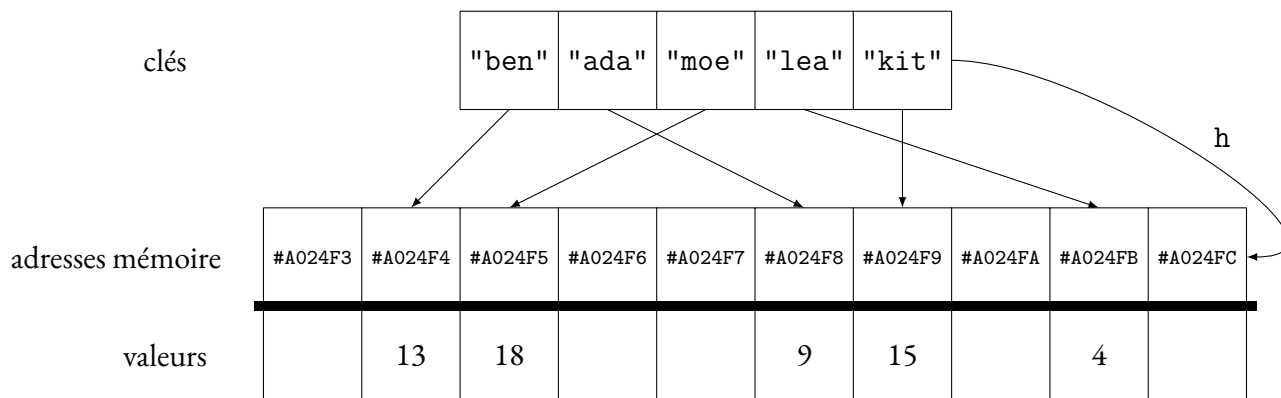 clés "ben" "ada" "moe" "lea" "kit"
h
adresses mémoire #A024F3 #A024F4 #A024F5 #A024F6 #A024F7 #A024F8 #A024F9 #A024FA #A024FB #A024FC
valeurs 13 18 9 15 4